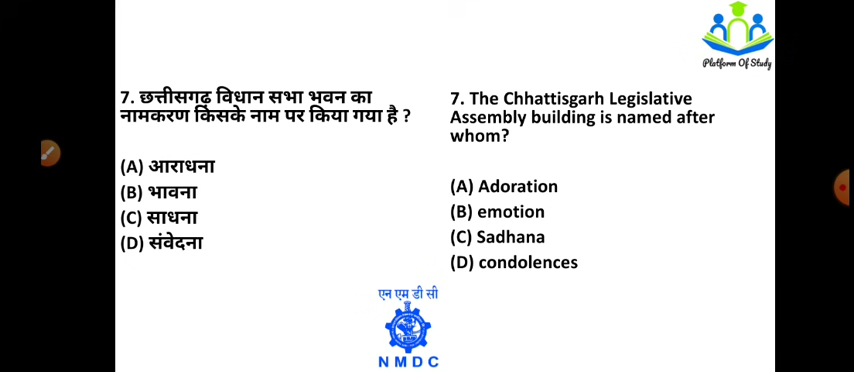 Platform Of Study
7. छत्तीसगढ़ विधान सभा भवन का
नामकरण किसके नाम पर किया गया है ?
(A) आराधना
(B) भावना
(C) साधना
(D) संवेदना
7. The Chhattisgarh Legislative
Assembly building is named after
whom?
(A) Adoration
(B) emotion
(C) Sadhana
(D) condolences
एन एम डी सी
NMDC